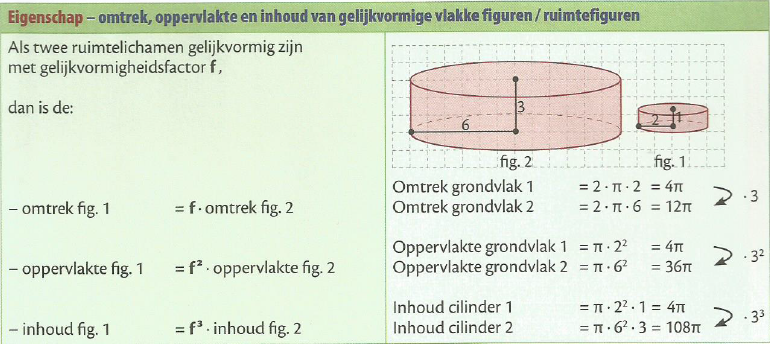 Eigenschap – omtrek, oppervlakte en inhoud van gelijkvormige vlakke figuren / ruimtefiguren
Als twee ruimtelichamen gelijkvormig zijn
met gelijkvormigheidsfactor f,
dan is de:
– omtrek fig. 1 = f · omtrek fig. 2
– oppervlakte fig. 1 = f² · oppervlakte fig. 2
– inhoud fig. 1 = f³ · inhoud fig. 2
3
6
fig. 2
1
2
fig. 1
Omtrek grondvlak 1 = 2 · π · 2 = 4π
Omtrek grondvlak 2 = 2 · π · 6 = 12π
· 3
Oppervlakte grondvlak 1 = π · 2² = 4π
Oppervlakte grondvlak 2 = π · 6² = 36π
· 3²
Inhoud cilinder 1 = π · 2² · 1 = 4π
Inhoud cilinder 2 = π · 6² · 3 = 108π
· 3³